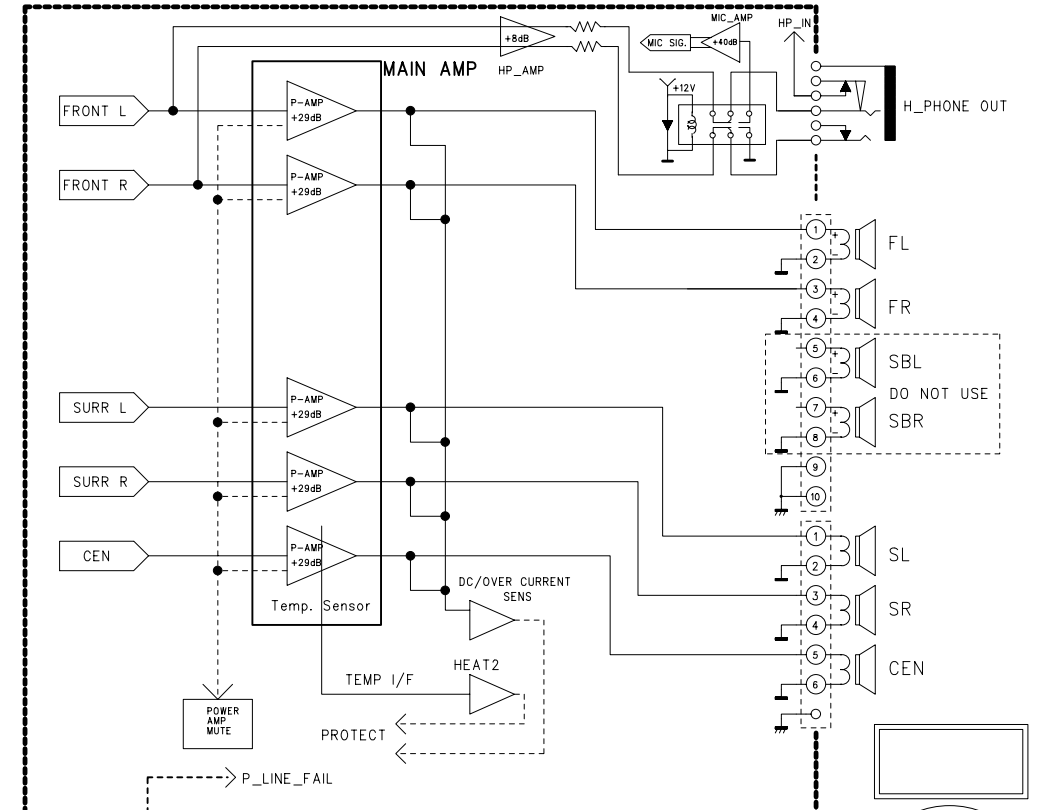 MIC_AMP
HP_IN
+8dB
MIC SIG.
+40dB
HP_AMP
MAIN AMP
+12V
FRONT L
P-AMP
+29dB
H_PHONE OUT
FRONT R
P-AMP
+29dB
1
+
-
2
FL
3
+
-
4
FR
5
+
-
6
SBL
DO NOT USE
7
+
-
8
SBR
SURR L
P-AMP
+29dB
9
10
SURR R
P-AMP
+29dB
1
2
SL
CEN
P-AMP
+29dB
DC/OVER CURRENT
SENS
Temp. Sensor
3
4
SR
HEAT2
TEMP I/F
5
6
CEN
POWER
AMP
MUTE
PROTECT
P_LINE_FAIL